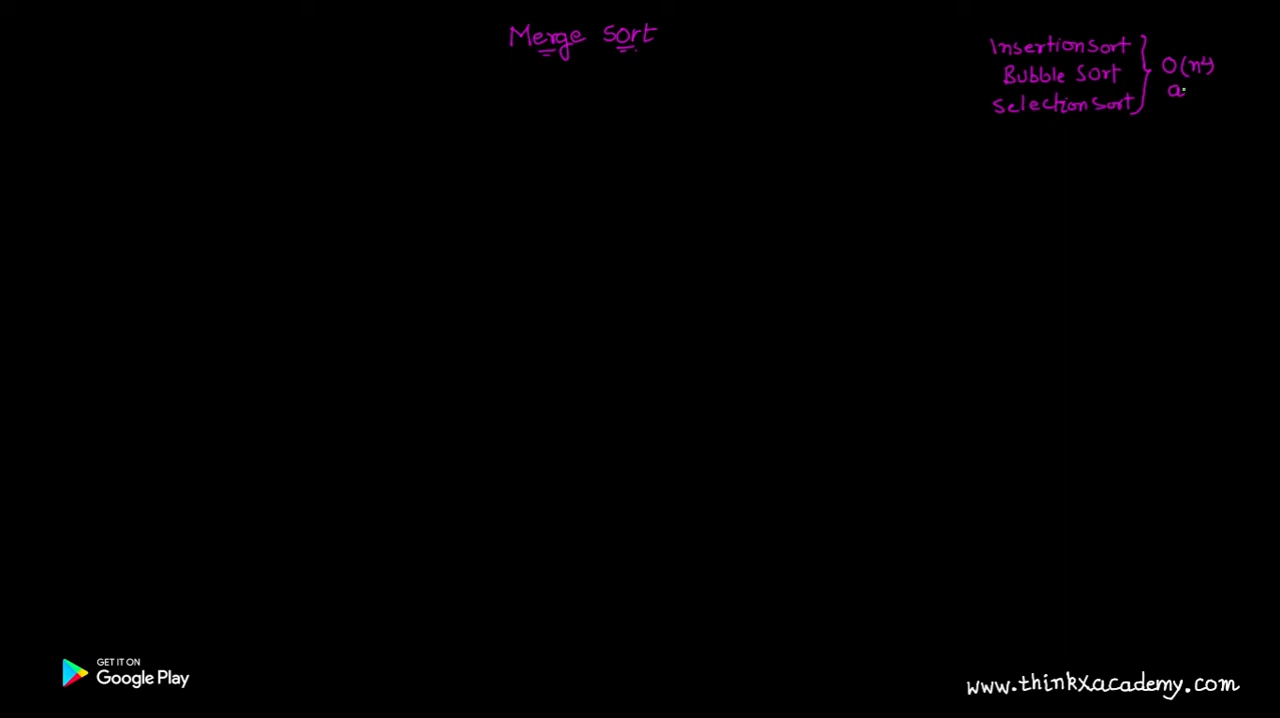 Merge Sort
Insertion sort
Bubble Sort
Selection Sort
O(n²)
a
GET IT ON
Google Play
www.thinkxacademy.com